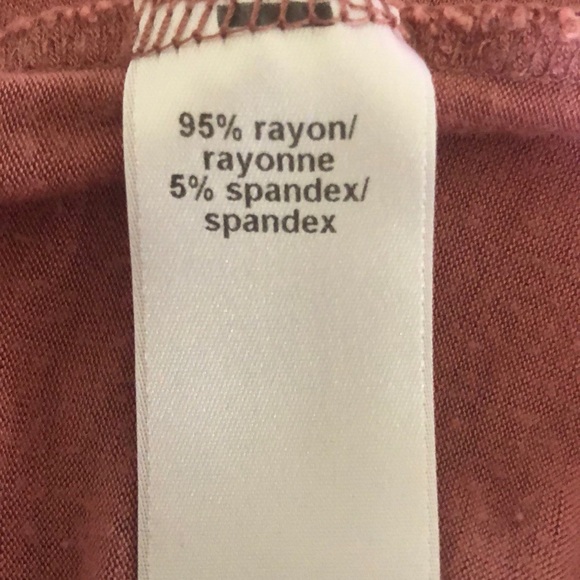 95% rayon/
rayonne
5% spandex/
spandex